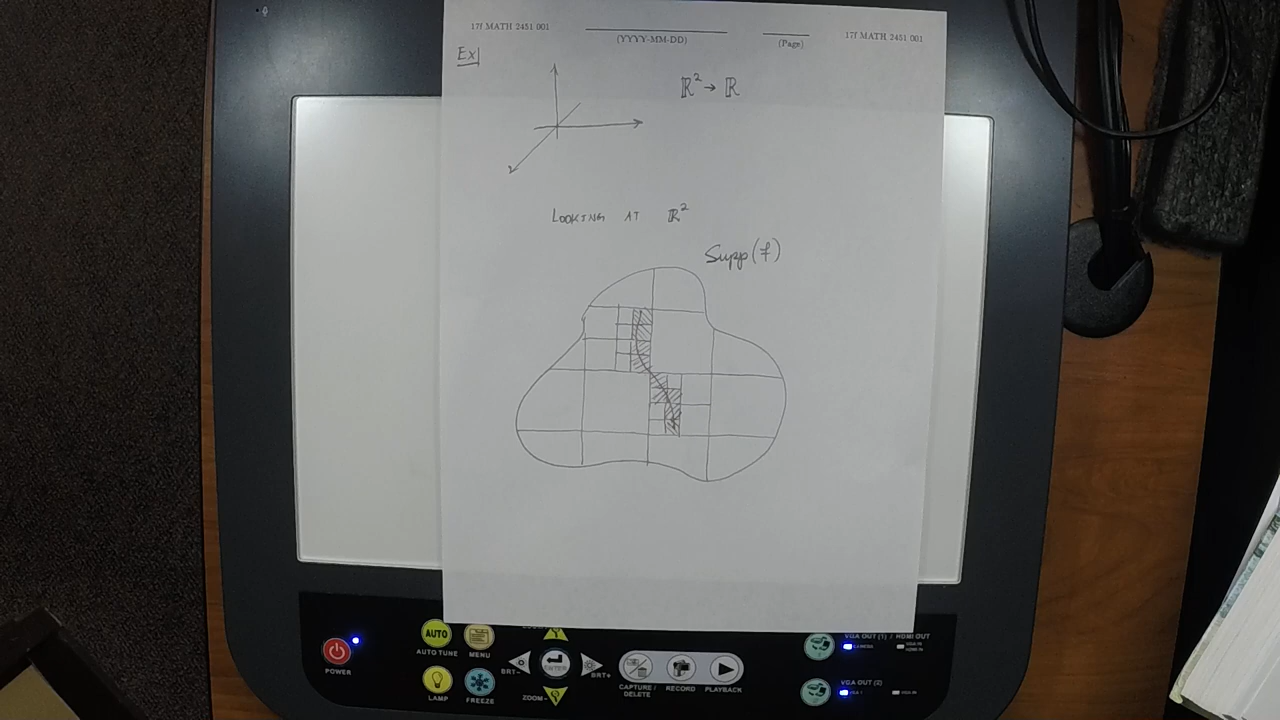 17f MATH 2451 001
(YYYY-MM-DD)
(Page)
17f MATH 2451 001
Ex
ℝ² → ℝ
LOOKING AT ℝ²
Supp(f)
POWER
AUTO
AUTO TUNE
MENU
LAMP
FREEZE
BRT-
ENTER
BRT+
ZOOM-
CAPTURE / DELETE
RECORD
PLAYBACK
VGA OUT (1) / HDMI OUT
VGA OUT (2)